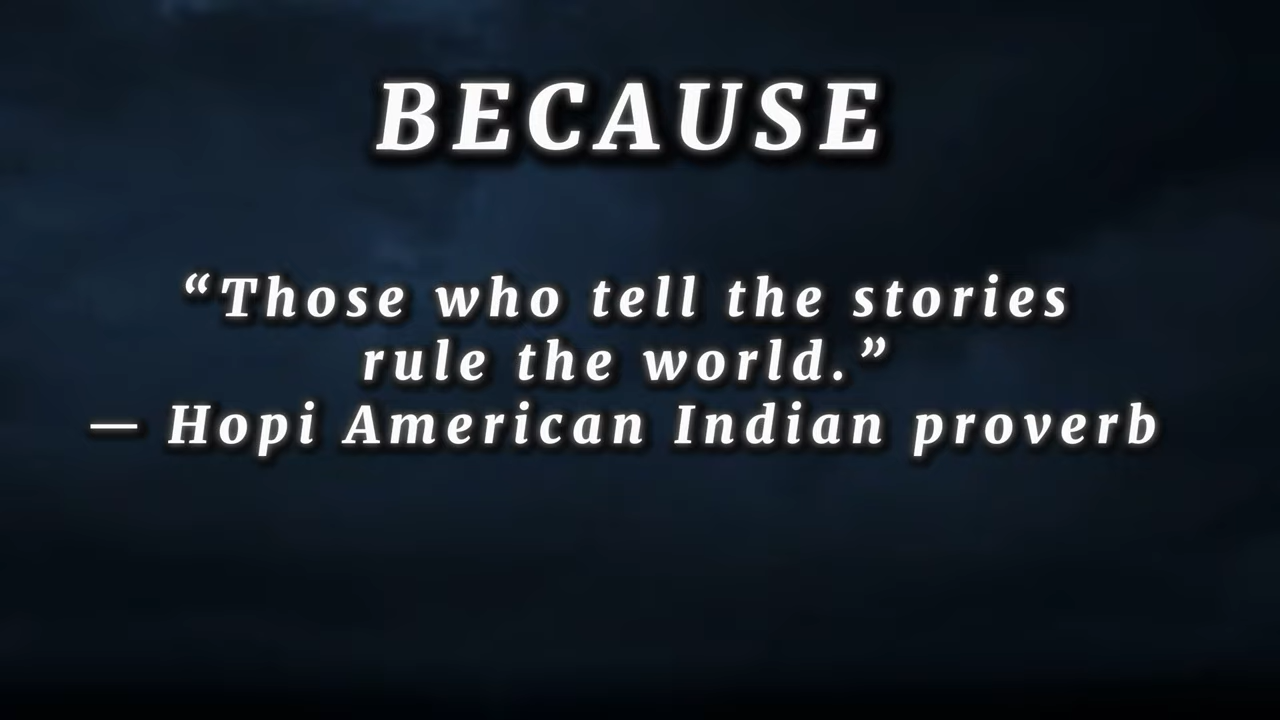 BECAUSE
“Those who tell the stories
rule the world.”
— Hopi American Indian proverb